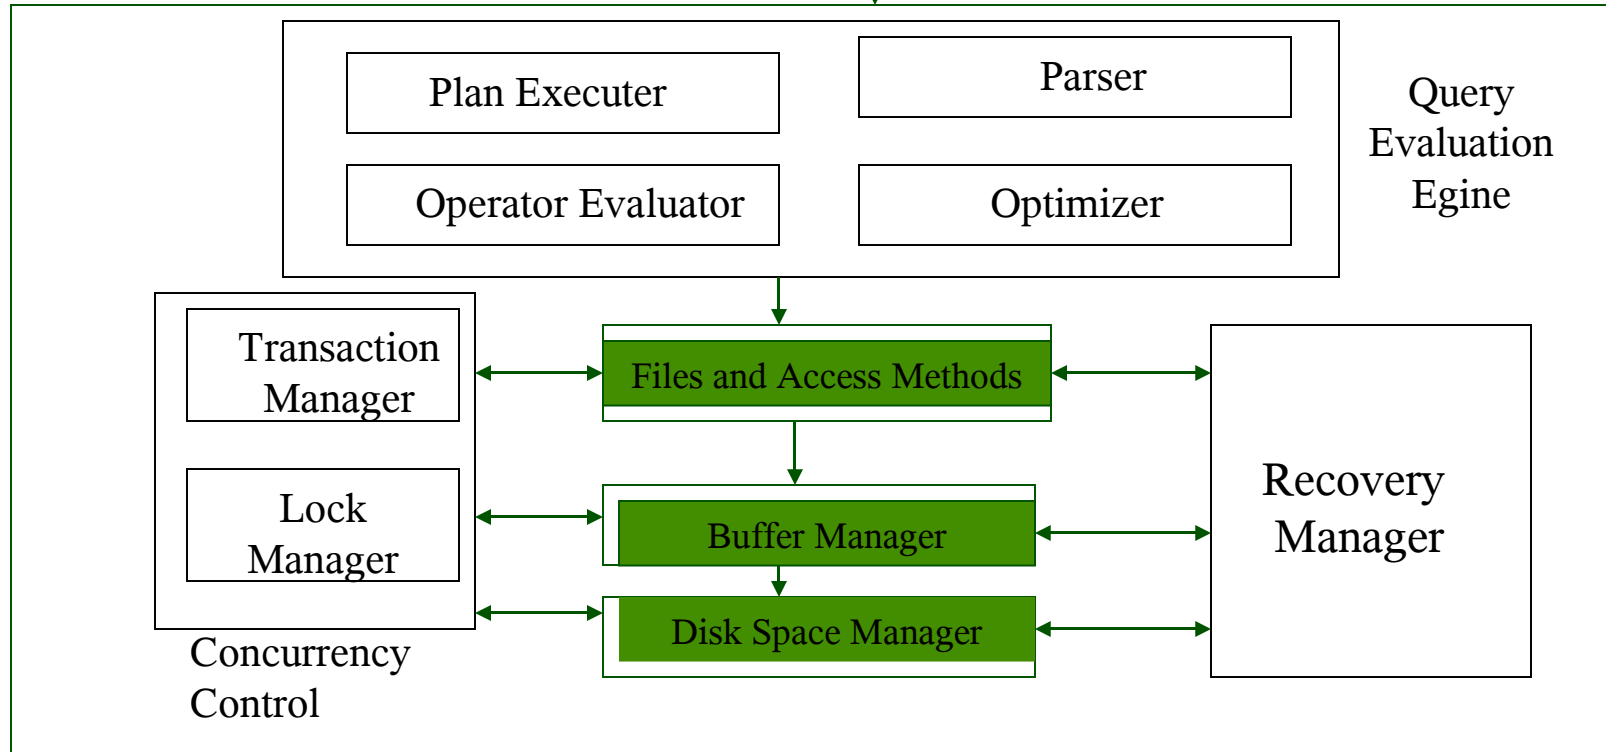 Plan Executer
Parser
Operator Evaluator
Optimizer
Query
Evaluation
Egine
Transaction
Manager
Lock
Manager
Concurrency
Control
Files and Access Methods
Buffer Manager
Disk Space Manager
Recovery
Manager